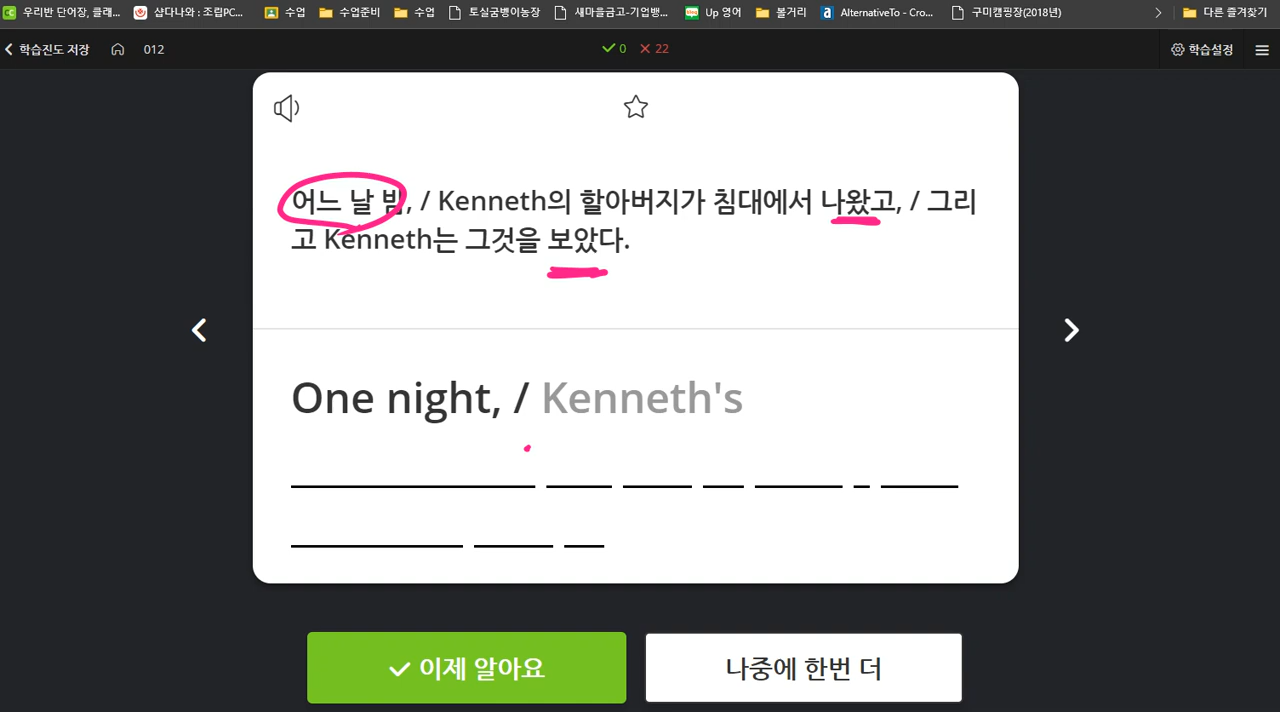 우리반 단어장, 클래... 샵다나와 : 조립PC... 수업 수업준비 수업 토실굼벵이농장 새마을금고-기업뱅... Up 영어 볼거리 AlternativeTo - Cro... 구미캠핑장(2018년) 다른 즐겨찾기
학습진도 저장 012 0 22 학습설정
어느 날 밤, / Kenneth의 할아버지가 침대에서 나왔고, / 그리
고 Kenneth는 그것을 보았다.
One night, / Kenneth's
이제 알아요 나중에 한번 더